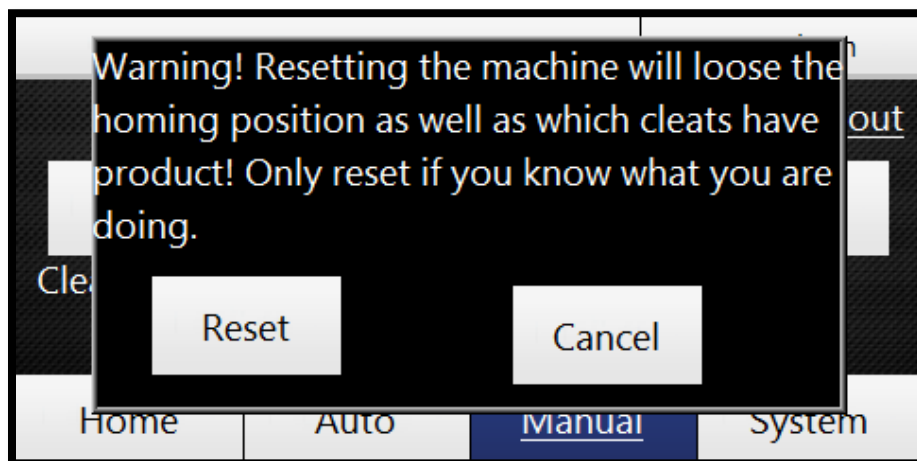 Warning! Resetting the machine will loose the
homing position as well as which cleats have
out
product! Only reset if you know what you are
doing.
Reset
Cancel
Home
Auto
Manual
System